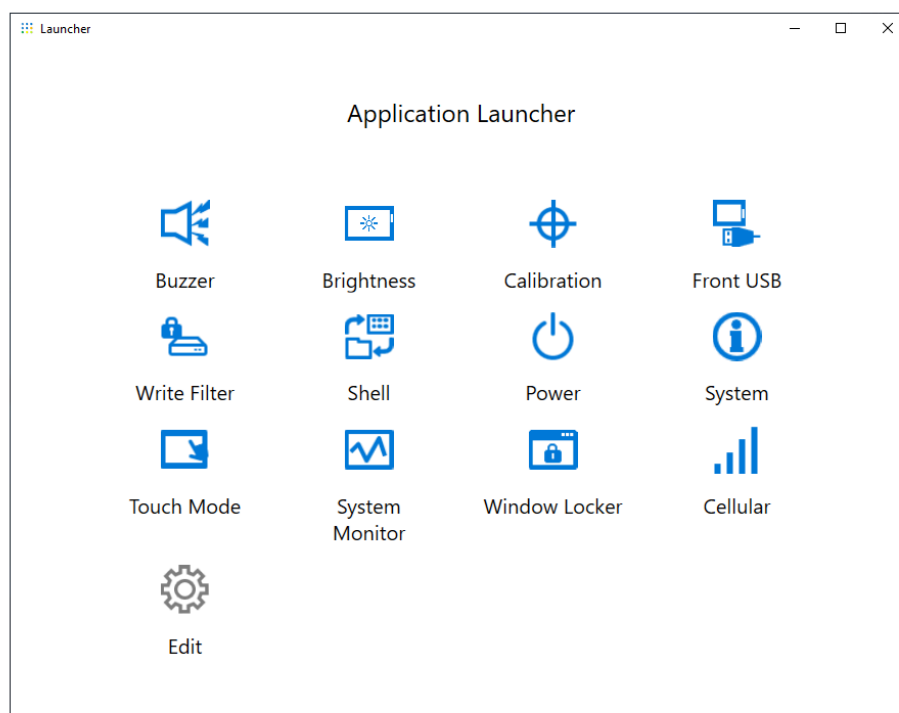 Launcher
Application Launcher
Buzzer
Brightness
Calibration
Front USB
Write Filter
Shell
Power
System
Touch Mode
System
Monitor
Window Locker
Cellular
Edit